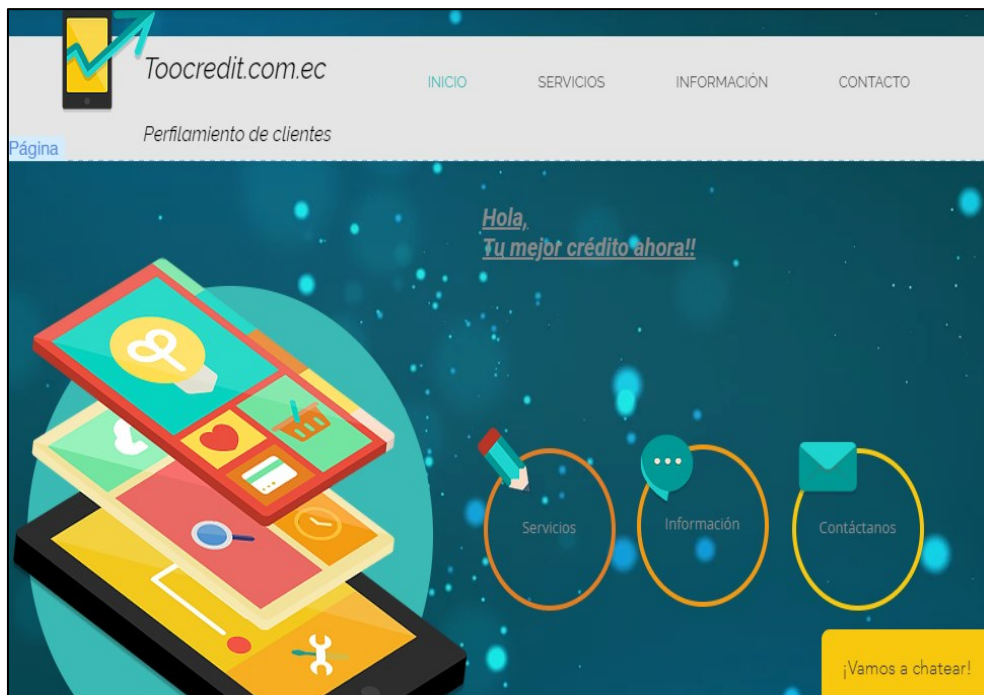 Toocredit.com.ec
INICIO SERVICIOS INFORMACIÓN CONTACTO
Perfilamiento de clientes
Página
Hola,
Tu mejor crédito ahora!!
Servicios Información Contáctanos
¡Vamos a chatear!